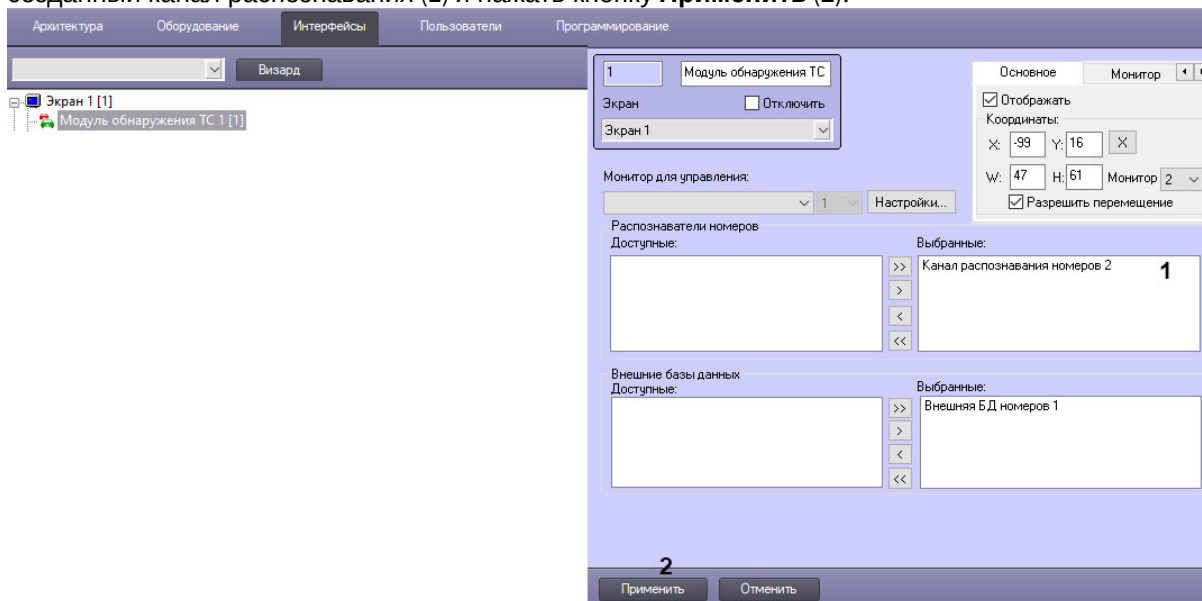 созданный канал распознавания (1) и нажать кнопку Применить (2).
Архитектура Оборудование Интерфейсы Пользователи Программирование
Визард
Экран 1 [1]
Модуль обнаружения ТС 1 [1]
1 Модуль обнаружения ТС
Экран Отключить
Экран 1
Основное Монитор
Отображать
Координаты:
X: -99 Y: 16 X
W: 47 H: 61 Монитор 2
Разрешить перемещение
Монитор для управления:
1 Настройки...
Распознаватели номеров
Доступные: Выбранные:
>> Канал распознавания номеров 2 1
>
<
<<
Внешние базы данных
Доступные: Выбранные:
>> Внешняя БД номеров 1
>
<
<<
2
Применить Отменить